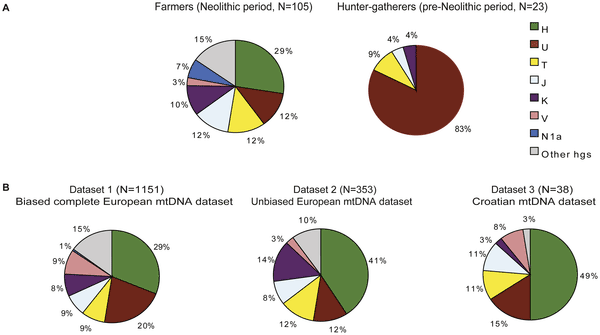 A
Farmers (Neolithic period, N=105)
Hunter-gatherers (pre-Neolithic period, N=23)
15%
29%
7%
3%
10%
12%
12%
12%
4%
4%
9%
83%
H
U
T
J
K
V
N1a
Other hgs
B
Dataset 1 (N=1151)
Biased complete European mtDNA dataset
Dataset 2 (N=353)
Unbiased European mtDNA dataset
Dataset 3 (N=38)
Croatian mtDNA dataset
15%
29%
1%
9%
8%
9%
9%
20%
10%
41%
3%
14%
8%
12%
12%
3%
8%
3%
11%
11%
15%
49%